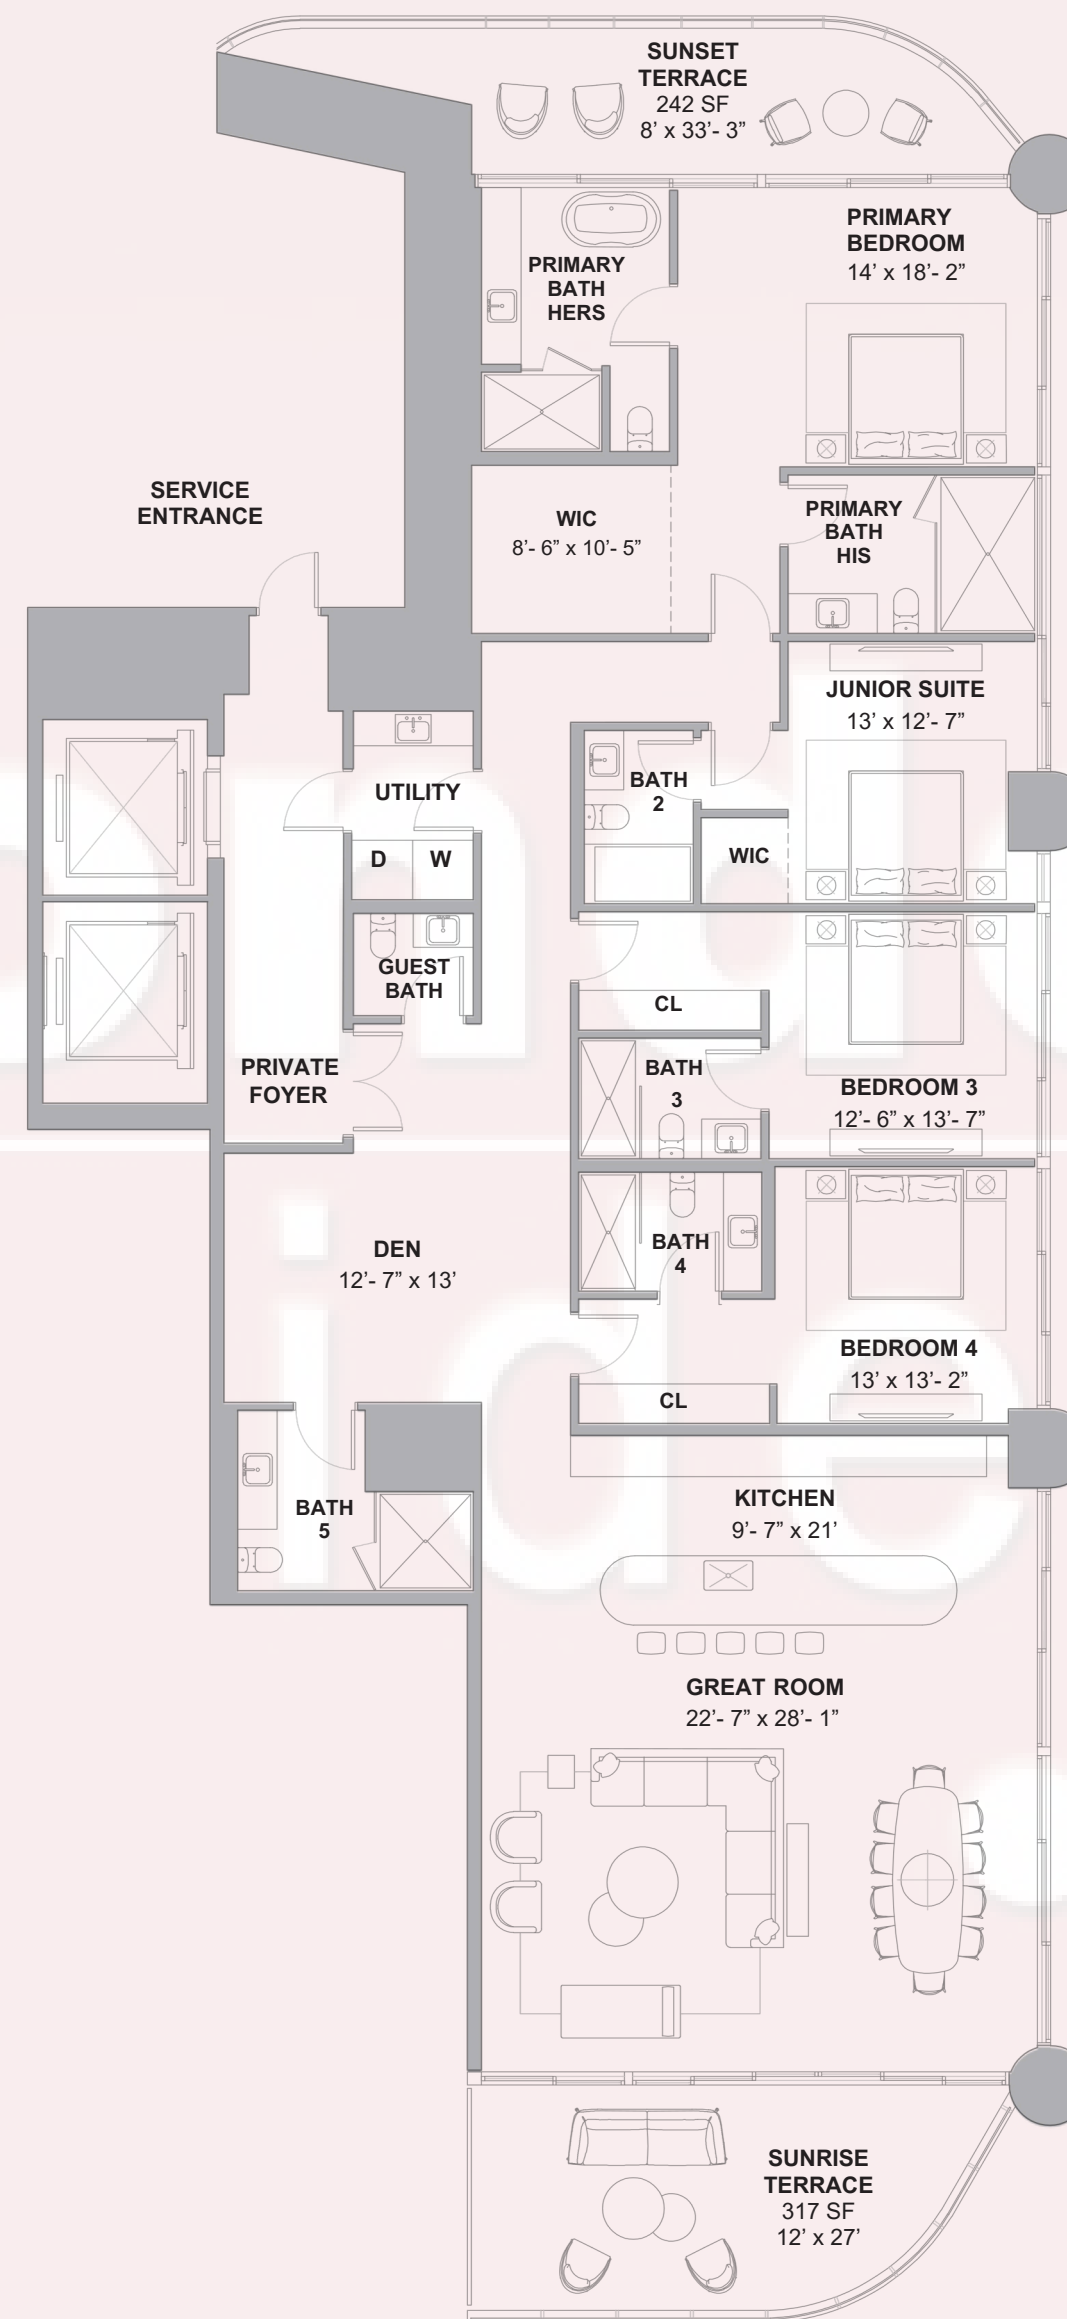 SUNSET
TERRACE
242 SF
8’ x 33’- 3”
PRIMARY
BEDROOM
14’ x 18’- 2”
PRIMARY
BATH
HERS
SERVICE
ENTRANCE
WIC
8’- 6” x 10’- 5”
PRIMARY
BATH
HIS
JUNIOR SUITE
13’ x 12’- 7”
UTILITY
BATH
2
D
W
WIC
GUEST
BATH
CL
PRIVATE
FOYER
BATH
3
BEDROOM 3
12’- 6” x 13’- 7”
DEN
12’- 7” x 13’
BATH
4
BEDROOM 4
13’ x 13’- 2”
CL
BATH
5
KITCHEN
9’- 7” x 21’
GREAT ROOM
22’- 7” x 28’- 1”
SUNRISE
TERRACE
317 SF
12’ x 27’